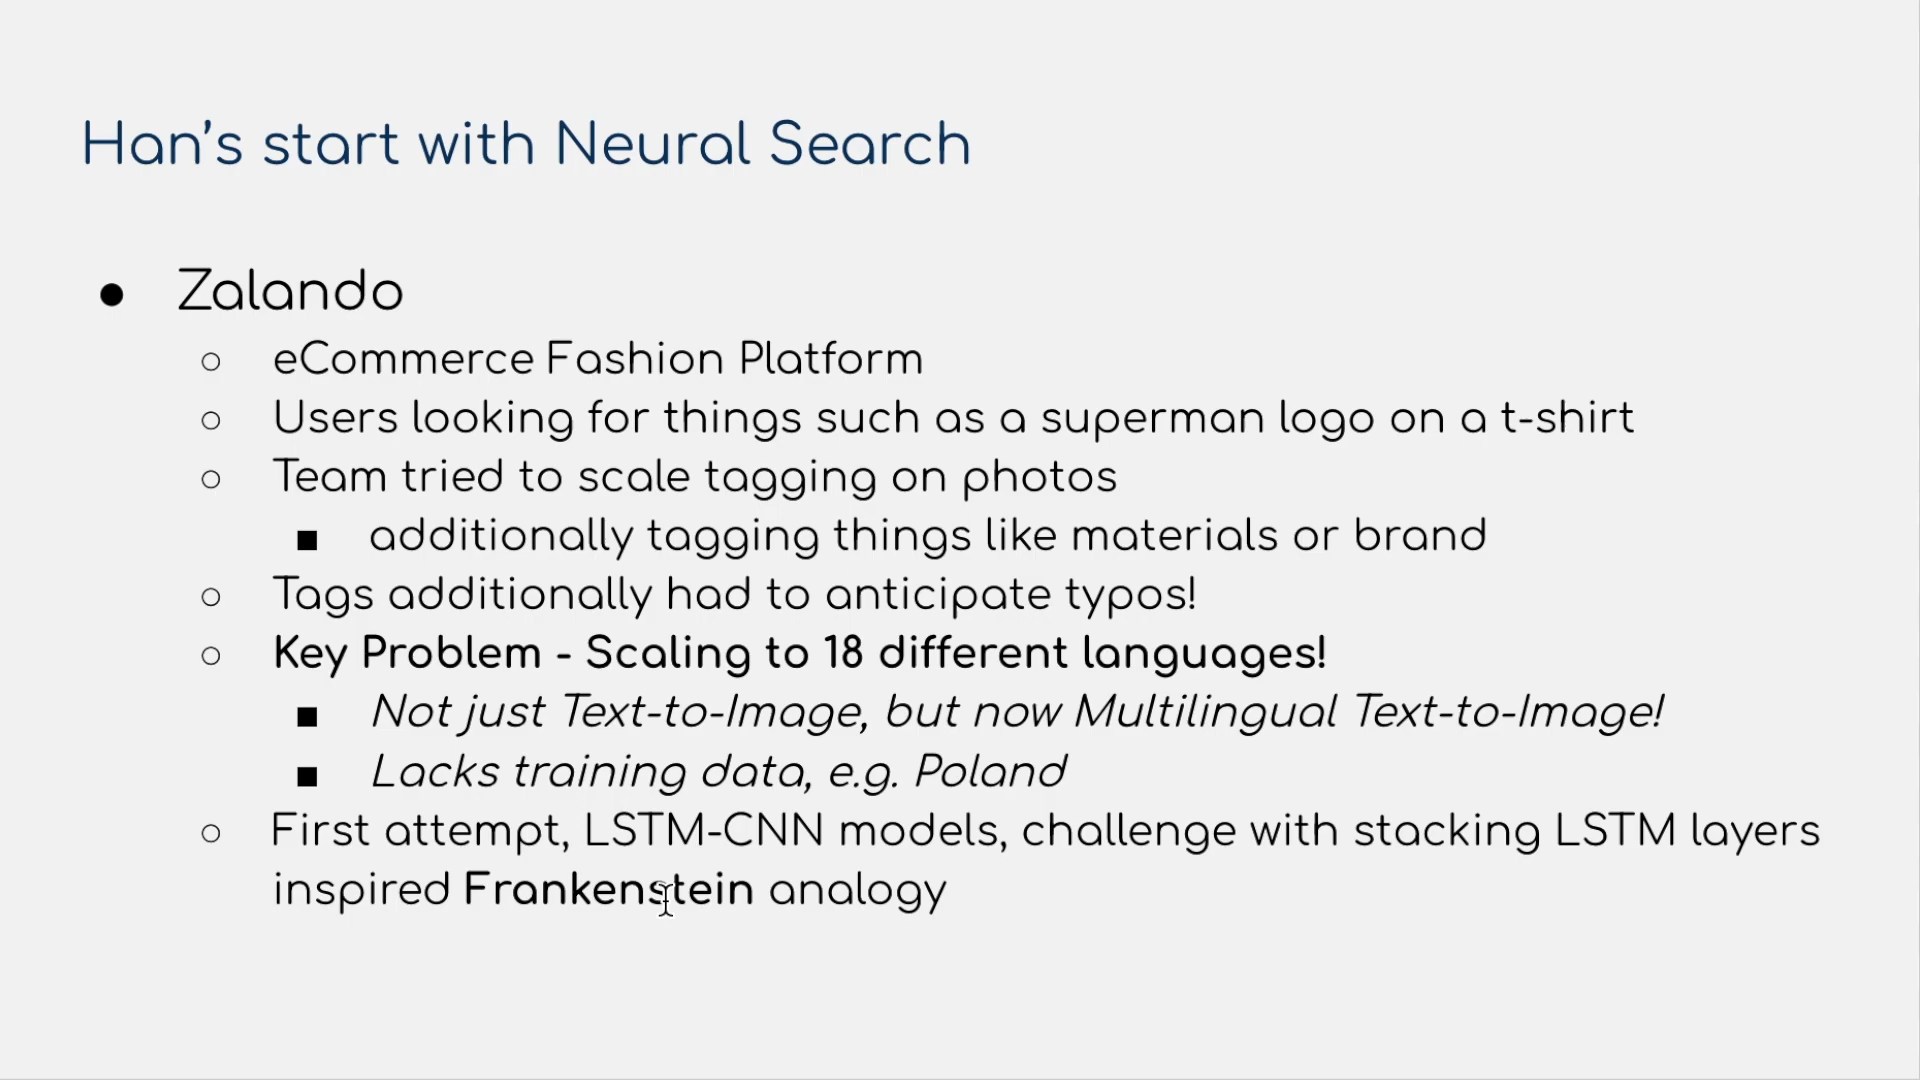 Han’s start with Neural Search
● Zalando
○ eCommerce Fashion Platform
○ Users looking for things such as a superman logo on a t-shirt
○ Team tried to scale tagging on photos
■ additionally tagging things like materials or brand
○ Tags additionally had to anticipate typos!
○ Key Problem - Scaling to 18 different languages!
■ Not just Text-to-Image, but now Multilingual Text-to-Image!
■ Lacks training data, e.g. Poland
○ First attempt, LSTM-CNN models, challenge with stacking LSTM layers
inspired Frankenstein analogy